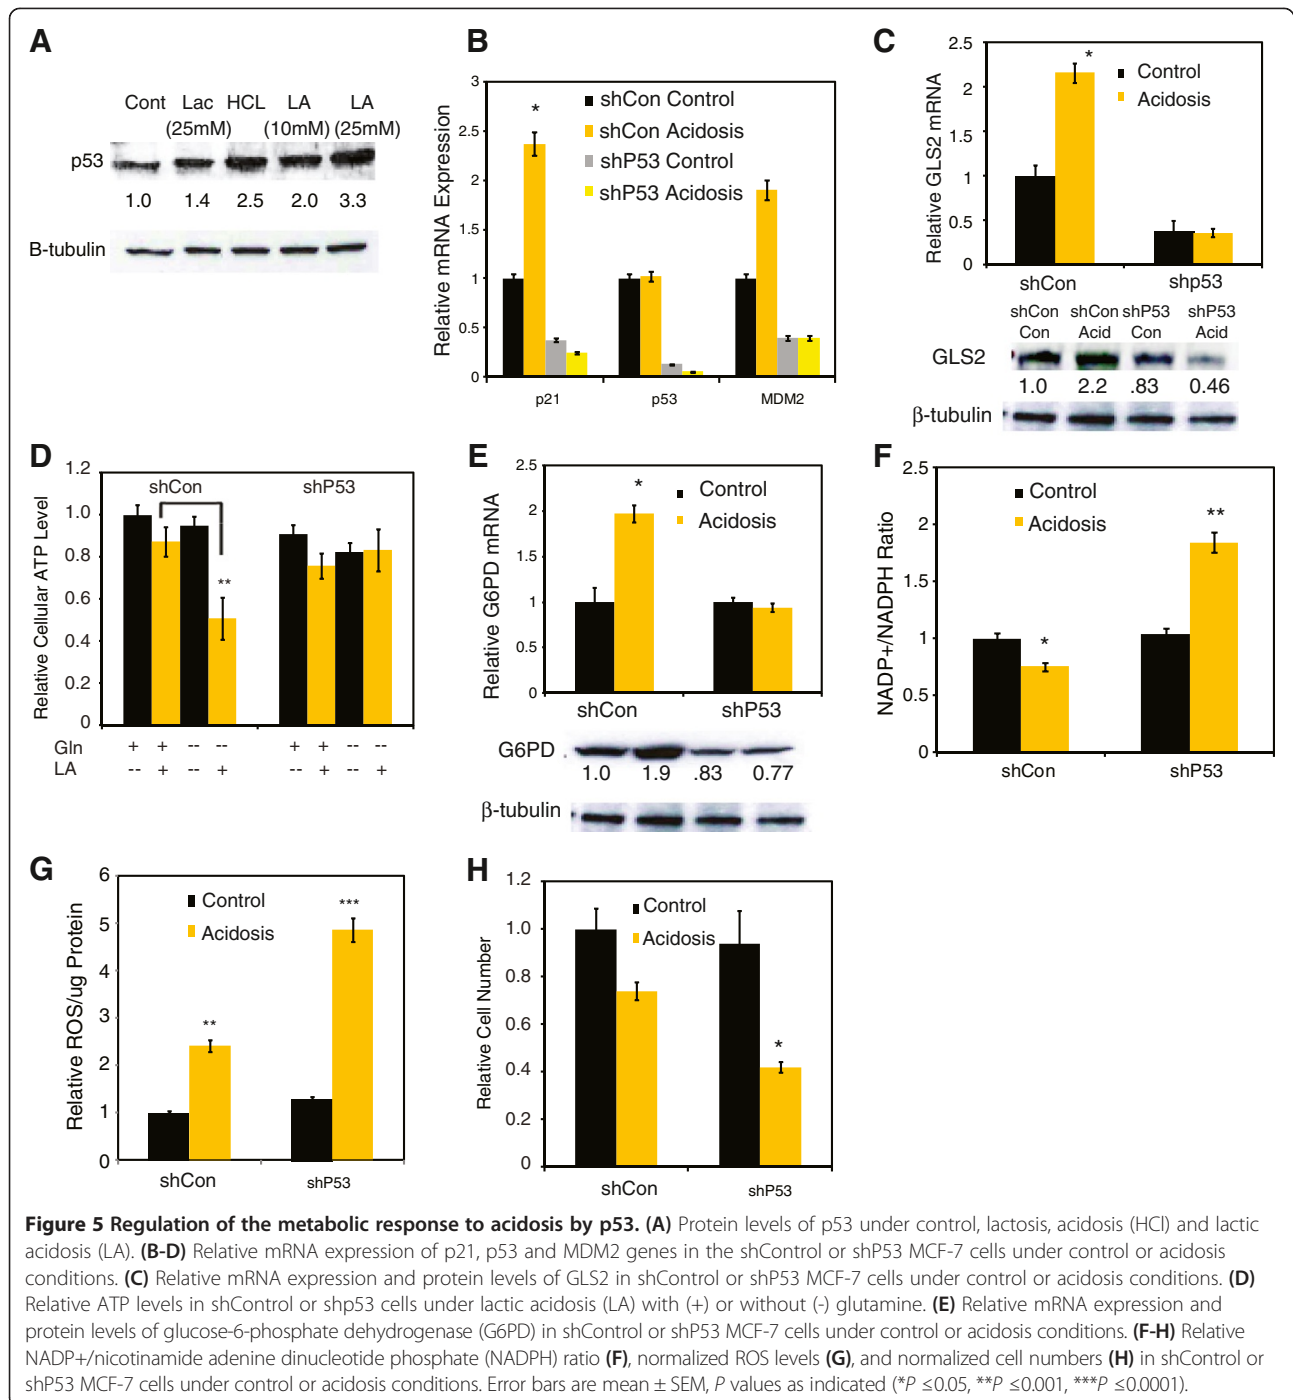 A
Cont Lac HCL LA LA
(25mM) (10mM) (25mM)
p53
1.0 1.4 2.5 2.0 3.3
B-tubulin
B
Relative mRNA Expression
3
2.5
2
1.5
1
0.5
0
shCon Control
shCon Acidosis
shP53 Control
shP53 Acidosis
*
p21 p53 MDM2
C
Relative GLS2 mRNA
2.5
2
1.5
1
0.5
0
*
Control
Acidosis
shCon shp53
shCon shCon shP53 shP53
Con Acid Con Acid
GLS2
1.0 2.2 .83 0.46
β-tubulin
D
Relative Cellular ATP Level
1.2
1.0
0.8
0.6
0.4
0.2
0
shCon shP53
**
Gln + + -- -- + + -- --
LA -- + -- + -- + -- +
E
Relative G6PD mRNA
2.5
2
1.5
1
0.5
0
*
Control
Acidosis
shCon shP53
G6PD
1.0 1.9 .83 0.77
β-tubulin
F
NADP+/NADPH Ratio
2.5
2
1.5
1
0.5
0
Control
Acidosis
*
**
shCon shP53
G
Relative ROS/ug Protein
6
5
4
3
2
1
0
Control
Acidosis
**
***
shCon shP53
H
Relative Cell Number
1.2
1.0
0.8
0.6
0.4
0.2
0
Control
Acidosis
*
shCon shP53
Figure 5 Regulation of the metabolic response to acidosis by p53. (A) Protein levels of p53 under control, lactosis, acidosis (HCl) and lactic
acidosis (LA). (B-D) Relative mRNA expression of p21, p53 and MDM2 genes in the shControl or shP53 MCF-7 cells under control or acidosis
conditions. (C) Relative mRNA expression and protein levels of GLS2 in shControl or shP53 MCF-7 cells under control or acidosis conditions. (D)
Relative ATP levels in shControl or shp53 cells under lactic acidosis (LA) with (+) or without (-) glutamine. (E) Relative mRNA expression and
protein levels of glucose-6-phosphate dehydrogenase (G6PD) in shControl or shP53 MCF-7 cells under control or acidosis conditions. (F-H) Relative
NADP+/nicotinamide adenine dinucleotide phosphate (NADPH) ratio (F), normalized ROS levels (G), and normalized cell numbers (H) in shControl or
shP53 MCF-7 cells under control or acidosis conditions. Error bars are mean ± SEM, P values as indicated (*P ≤0.05, **P ≤0.001, ***P ≤0.0001).